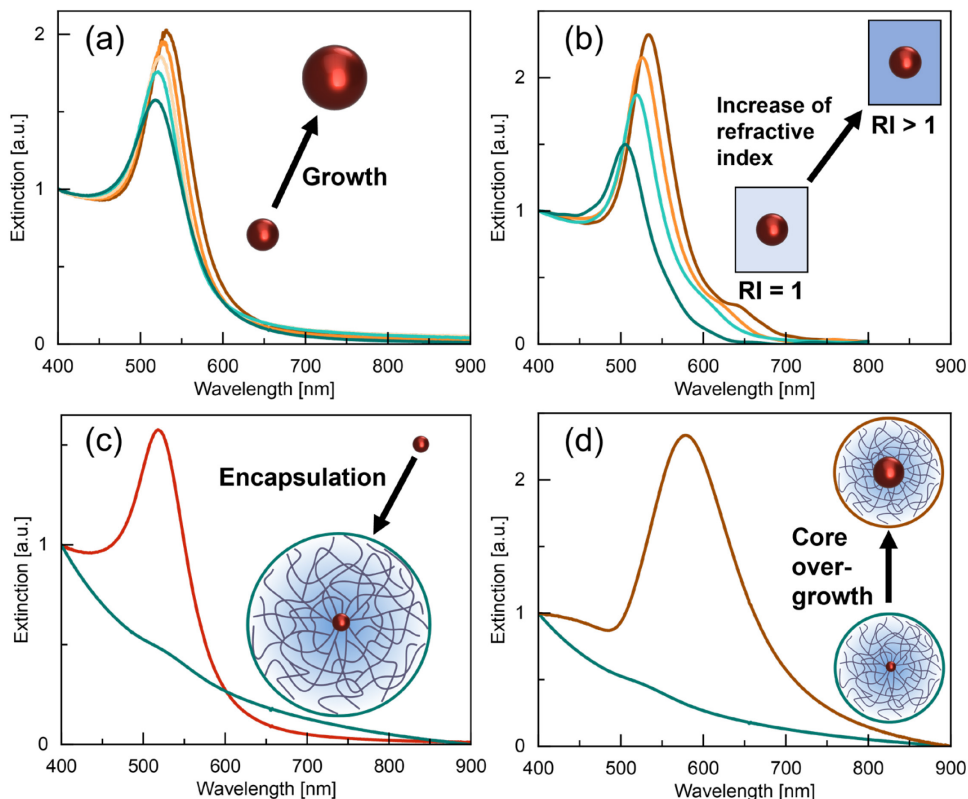 (a)
Growth
Extinction [a.u.]
2
1
0
400 500 600 700 800 900
Wavelength [nm]
(b)
Increase of
refractive
index
RI > 1
RI = 1
Extinction [a.u.]
2
1
0
400 500 600 700 800 900
Wavelength [nm]
(c)
Encapsulation
Extinction [a.u.]
1
0
400 500 600 700 800 900
Wavelength [nm]
(d)
Core
over-
growth
Extinction [a.u.]
2
1
0
400 500 600 700 800 900
Wavelength [nm]